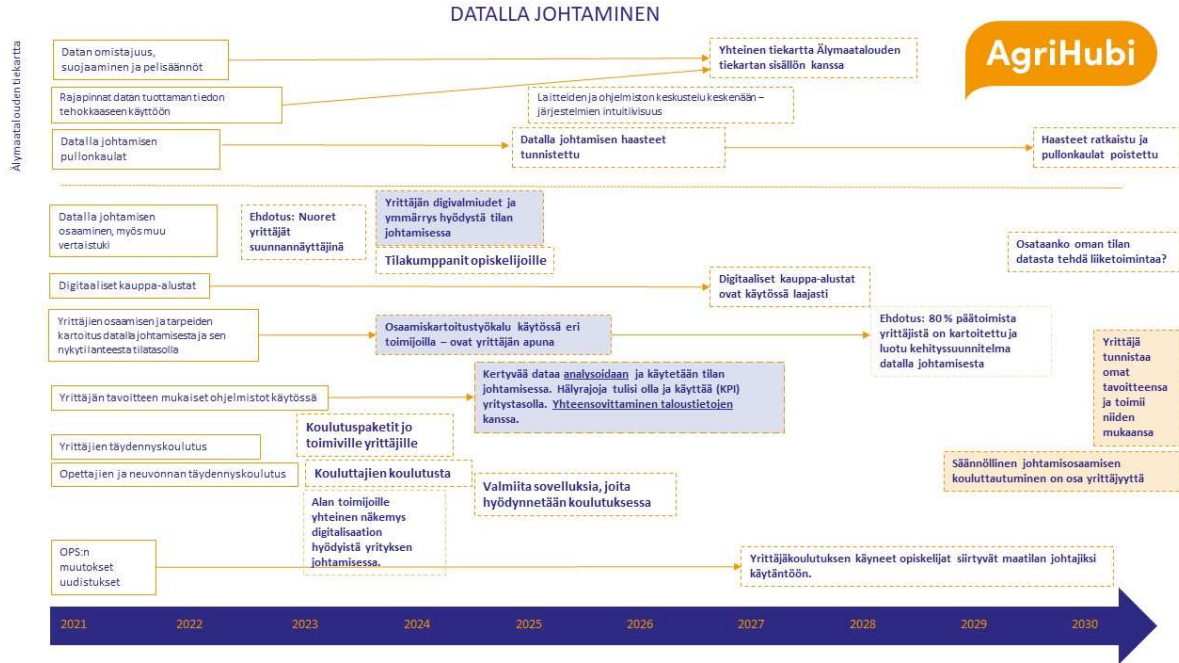 DATALLA JOHTAMINEN
AgriHubi
Älymaatalouden tiekartta
Datan omistajuus,
suojaaminen ja pelisäännöt
Yhteinen tiekartta Älymaatalouden
tiekartan sisällön kanssa
Rajapinnat datan tuottaman tiedon
tehokkaaseen käyttöön
Laitteiden ja ohjelmiston keskustelu keskenään –
järjestelmien intuitiivisuus
Datalla johtamisen
pullonkaulat
Datalla johtamisen haasteet
tunnistettu
Haasteet ratkaistu ja
pullonkaulat poistettu
Datalla johtamisen
osaaminen, myös muu
vertaistuki
Ehdotus: Nuoret
yrittäjät
suunnannäyttäjinä
Yrittäjän digivalmiudet ja
ymmärrys hyödystä tilan
johtamisessa
Tilakumppanit opiskelijoille
Osataanko oman tilan
datasta tehdä liiketoimintaa?
Digitaaliset kauppa-alustat
Digitaaliset kauppa-alustat
ovat käytössä laajasti
Yrittäjien osaamisen ja tarpeiden
kartoitus datalla johtamisesta ja sen
nykytilanteesta tilatasolla
Osaamiskartoitustyökalu käytössä eri
toimijoilla – ovat yrittäjän apuna
Ehdotus: 80 % päätoimista
yrittäjistä on kartoitettu ja
luotu kehityssuunnitelma
datalla johtamisesta
Yrittäjä
tunnistaa
omat
tavoitteensa
ja toimii
niiden
mukaansa
Yrittäjän tavoitteen mukaiset ohjelmistot käytössä
Kertyvää dataa analysoidaan ja käytetään tilan
johtamisessa. Hälyrajoja tulisi olla ja käyttää (KPI)
yritystasolla. Yhteensovittaminen taloustietojen
kanssa.
Yrittäjien täydennyskoulutus
Koulutuspaketit jo
toimiville yrittäjille
Opettajien ja neuvonnan täydennyskoulutus
Kouluttajien koulutusta
Valmiita sovelluksia, joita
hyödynnetään koulutuksessa
Säännöllinen johtamisosaamisen
kouluttautuminen on osa yrittäjyyttä
Alan toimijoille
yhteinen näkemys
digitalisaation
hyödyistä yrityksen
johtamisessa.
OPS:n
muutokset
uudistukset
Yrittäjäkoulutuksen käyneet opiskelijat siirtyvät maatilan johtajiksi
käytäntöön.
2021 2022 2023 2024 2025 2026 2027 2028 2029 2030